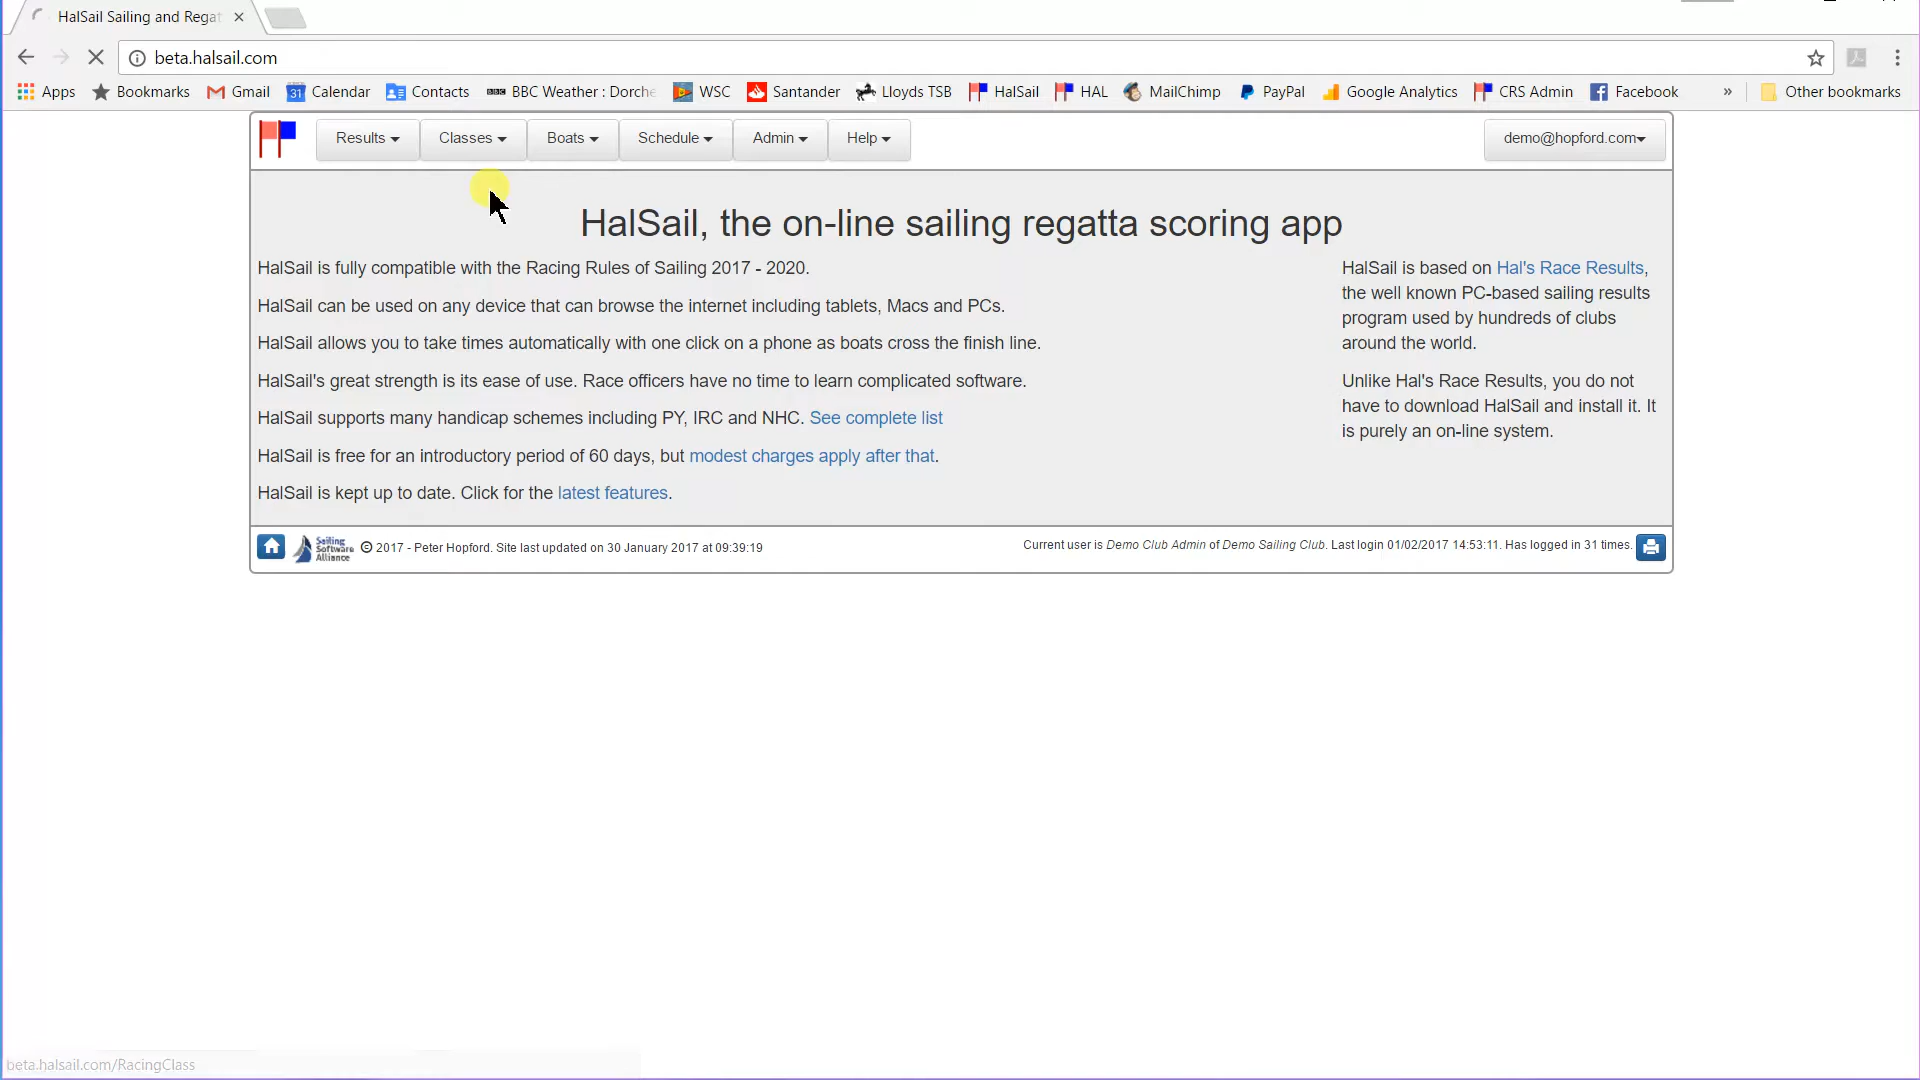 HalSail Sailing and Regat
beta.halsail.com
Apps Bookmarks Gmail 31 Calendar Contacts BBC BBC Weather : Dorche WSC Santander Lloyds TSB HalSail HAL MailChimp PayPal Google Analytics CRS Admin Facebook » Other bookmarks
Results Classes Boats Schedule Admin Help demo@hopford.com
HalSail, the on-line sailing regatta scoring app
HalSail is fully compatible with the Racing Rules of Sailing 2017 - 2020.
HalSail can be used on any device that can browse the internet including tablets, Macs and PCs.
HalSail allows you to take times automatically with one click on a phone as boats cross the finish line.
HalSail's great strength is its ease of use. Race officers have no time to learn complicated software.
HalSail supports many handicap schemes including PY, IRC and NHC. See complete list
HalSail is free for an introductory period of 60 days, but modest charges apply after that.
HalSail is kept up to date. Click for the latest features.
HalSail is based on Hal's Race Results,
the well known PC-based sailing results
program used by hundreds of clubs
around the world.
Unlike Hal's Race Results, you do not
have to download HalSail and install it. It
is purely an on-line system.
Sailing
Software
Alliance
© 2017 - Peter Hopford. Site last updated on 30 January 2017 at 09:39:19
Current user is Demo Club Admin of Demo Sailing Club. Last login 01/02/2017 14:53:11. Has logged in 31 times.
beta.halsail.com/RacingClass